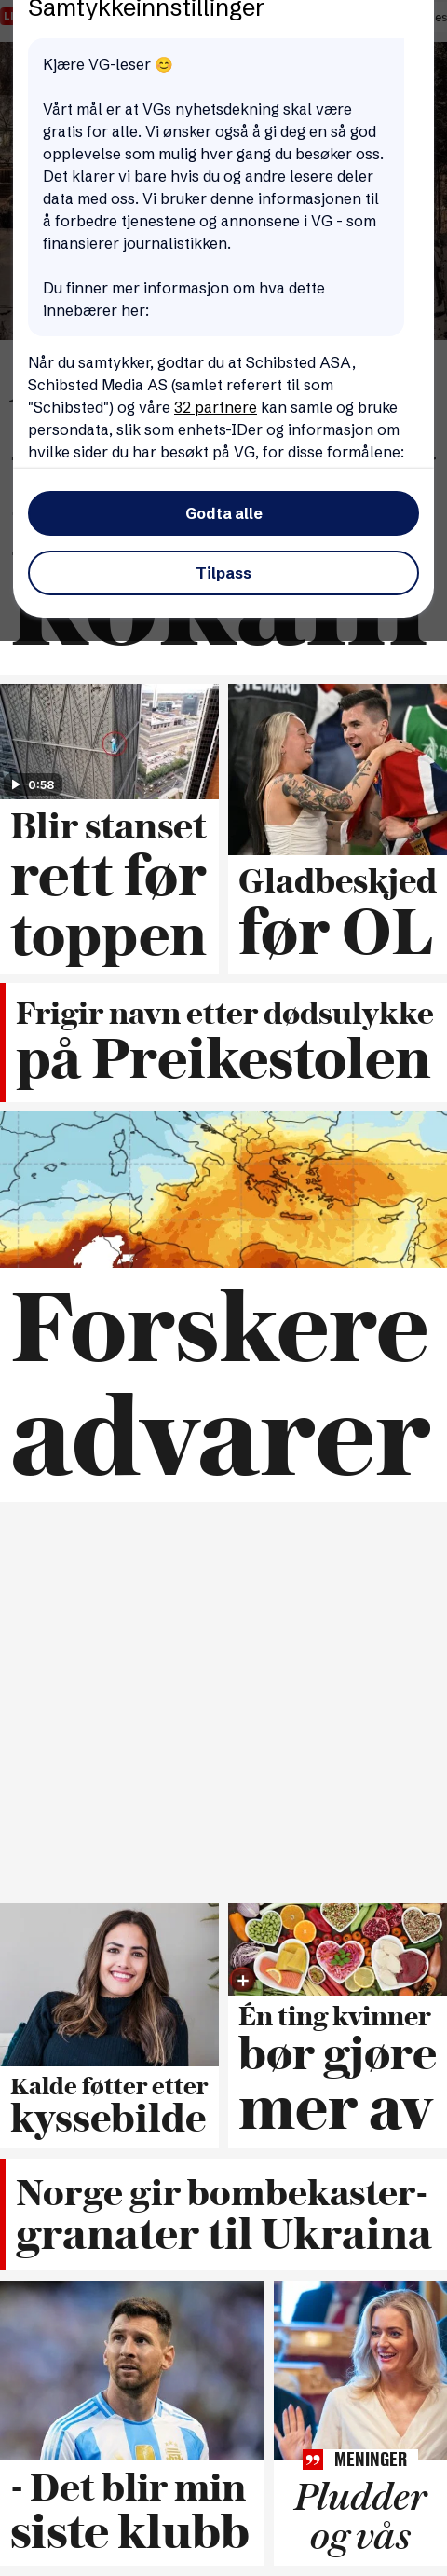 Samtykkeinnstillinger
Kjære VG-leser 😊
Vårt mål er at VGs nyhetsdekning skal være
gratis for alle. Vi ønsker også å gi deg en så god
opplevelse som mulig hver gang du besøker oss.
Det klarer vi bare hvis du og andre lesere deler
data med oss. Vi bruker denne informasjonen til
å forbedre tjenestene og annonsene i VG - som
finansierer journalistikken.
Du finner mer informasjon om hva dette
innebærer her:
Når du samtykker, godtar du at Schibsted ASA,
Schibsted Media AS (samlet referert til som
"Schibsted") og våre 32 partnere kan samle og bruke
persondata, slik som enhets-IDer og informasjon om
hvilke sider du har besøkt på VG, for disse formålene:
Godta alle
Tilpass
kokain
0:58
Blir stanset
rett før
toppen
Gladbeskjed
før OL
Frigir navn etter dødsulykke
på Preikestolen
Forskere
advarer
Kalde føtter etter
kyssebilde
Én ting kvinner
bør gjøre
mer av
Norge gir bombekaster-
granater til Ukraina
- Det blir min
siste klubb
MENINGER
Pludder
og vås